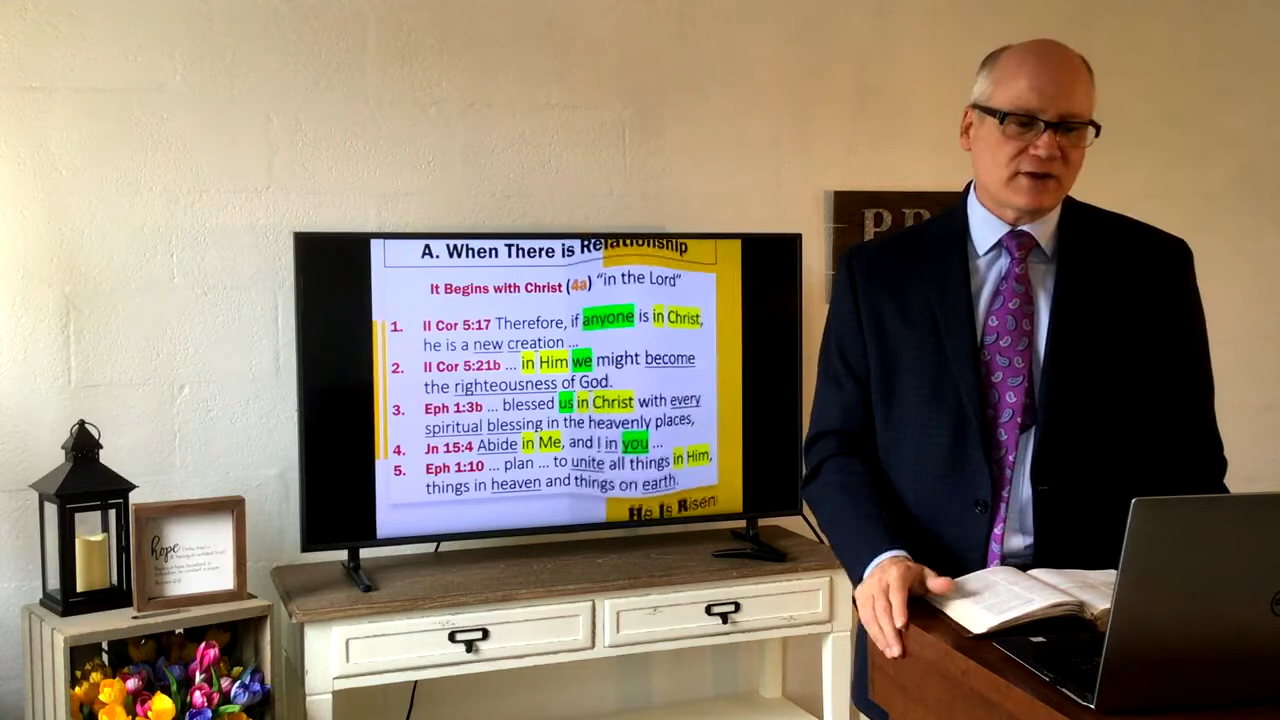 A. When There is Relationship
It Begins with Christ (4a) "in the Lord"
1. II Cor 5:17 Therefore, if anyone is in Christ,
he is a new creation ...
2. II Cor 5:21b ... in Him we might become
the righteousness of God.
3. Eph 1:3b ... blessed us in Christ with every
spiritual blessing in the heavenly places,
4. Jn 15:4 Abide in Me, and I in you ...
5. Eph 1:10 ... plan ... to unite all things in Him,
things in heaven and things on earth.
He Is Risen
PR
hope